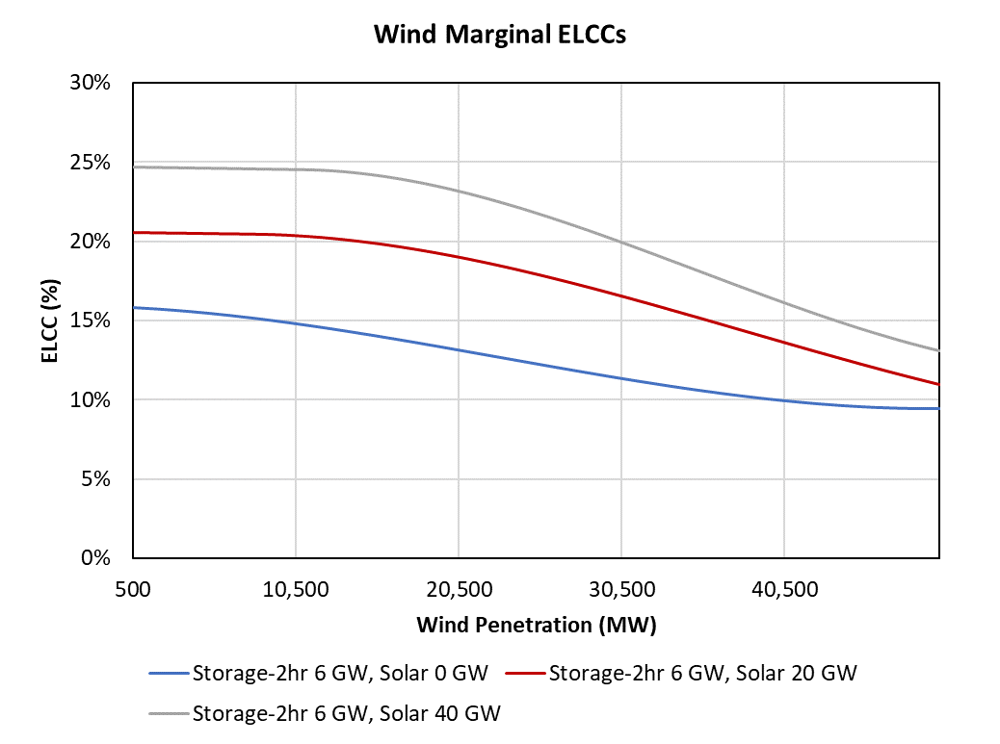 Wind Marginal ELCCs
30%
25%
20%
15%
10%
5%
0%
ELCC (%)
500 10,500 20,500 30,500 40,500
Wind Penetration (MW)
Storage-2hr 6 GW, Solar 0 GW Storage-2hr 6 GW, Solar 20 GW
Storage-2hr 6 GW, Solar 40 GW